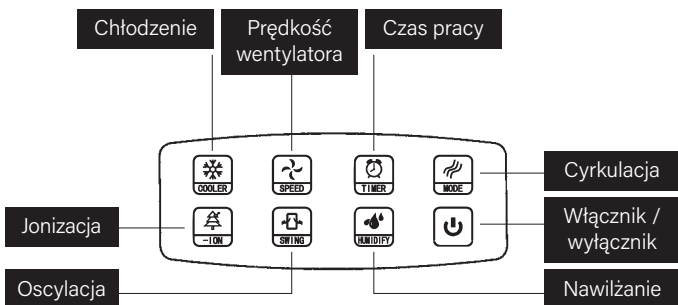 Chłodzenie
Prędkość
wentylatora
Czas pracy
COOLER
SPEED
TIMER
MODE
Cyrkulacja
Jonizacja
-ION
SWING
HUMIDIFY
Włącznik /
wyłącznik
Oscylacja
Nawilżanie